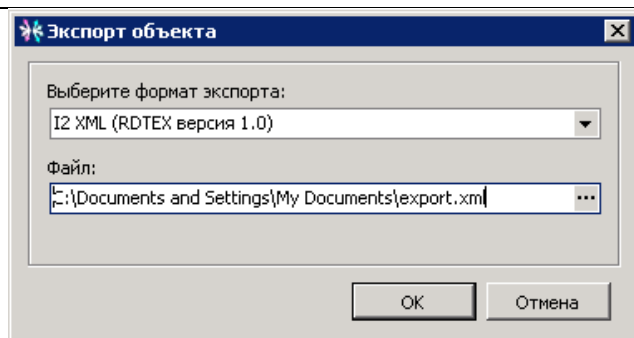 Экспорт объекта
Выберите формат экспорта:
I2 XML (RDTEX версия 1.0)
Файл:
C:\Documents and Settings\My Documents\export.xml
...
OK
Отмена